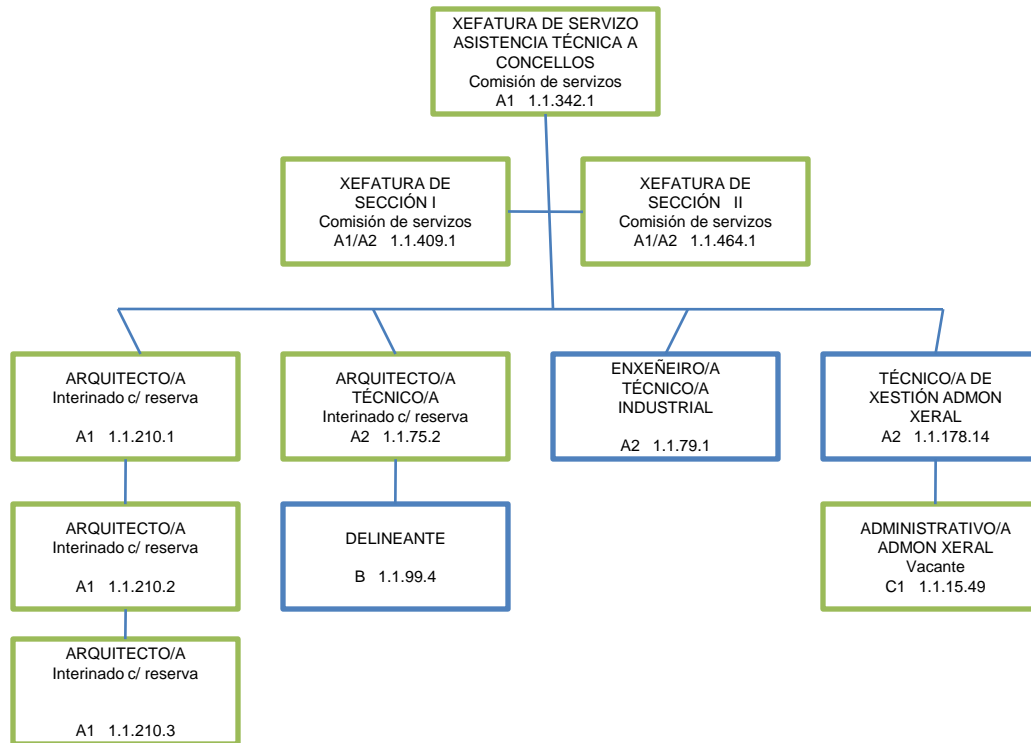 XEFATURA DE SERVIZO
ASISTENCIA TÉCNICA A
CONCELLOS
Comisión de servizos
A1 1.1.342.1
XEFATURA DE
SECCIÓN I
Comisión de servizos
A1/A2 1.1.409.1
XEFATURA DE
SECCIÓN II
Comisión de servizos
A1/A2 1.1.464.1
ARQUITECTO/A
Interinado c/ reserva
A1 1.1.210.1
ARQUITECTO/A
TÉCNICO/A
Interinado c/ reserva
A2 1.1.75.2
ENXEÑEIRO/A
TÉCNICO/A
INDUSTRIAL
A2 1.1.79.1
TÉCNICO/A DE
XESTIÓN ADMON
XERAL
A2 1.1.178.14
ARQUITECTO/A
Interinado c/ reserva
A1 1.1.210.2
DELINEANTE
B 1.1.99.4
ADMINISTRATIVO/A
ADMON XERAL
Vacante
C1 1.1.15.49
ARQUITECTO/A
Interinado c/ reserva
A1 1.1.210.3